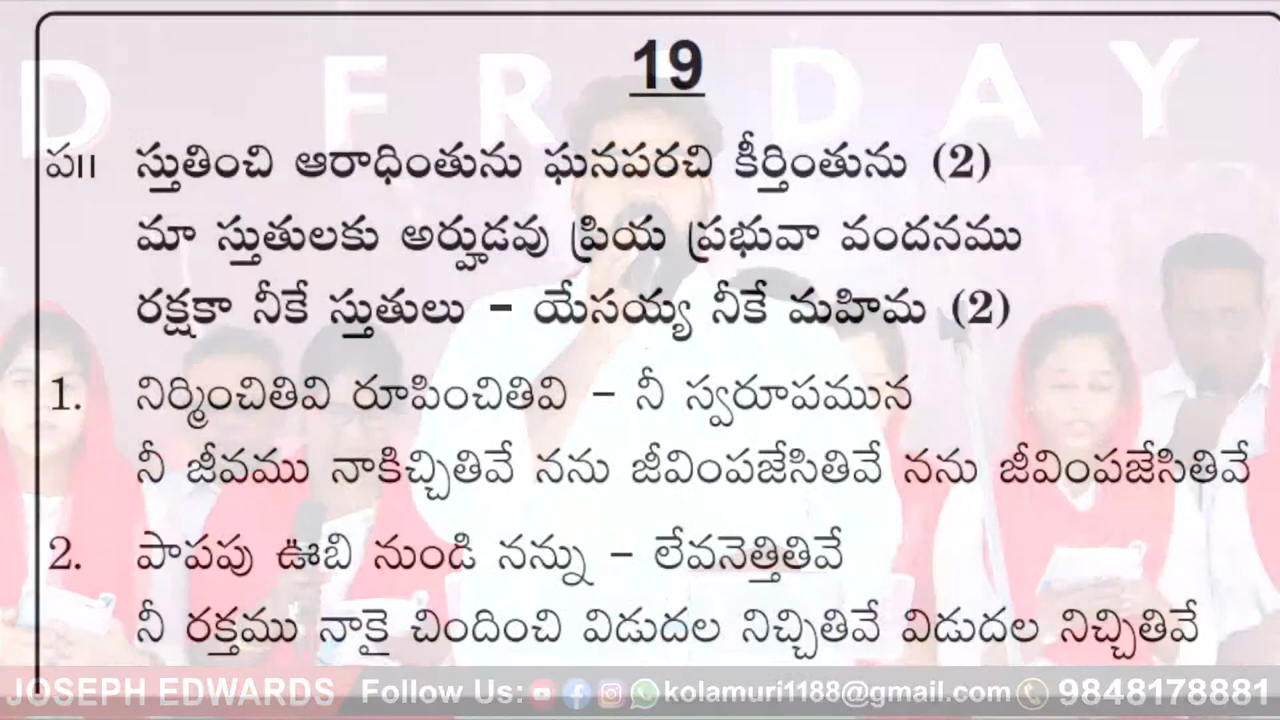 D FR DAY
19
ప॥ స్తుతించి ఆరాధింతును ఘనపరచి కీర్తింతును (2)
మా స్తుతులకు అర్హుడవు ప్రియ ప్రభువా వందనము
రక్షకా నీకే స్తుతులు - యేసయ్య నీకే మహిమ (2)
1. నిర్మించితివి రూపించితివి - నీ స్వరూపమున
నీ జీవము నాకిచ్చితివే నను జీవింపజేసితివే నను జీవింపజేసితివే
2. పాపపు ఊబి నుండి నన్ను - లేవనెత్తితివే
నీ రక్తము నాకై చిందించి విడుదల నిచ్చితివే విడుదల నిచ్చితివే
JOSEPH EDWARDS Follow Us: kolamuri1188@gmail.com 9848178881